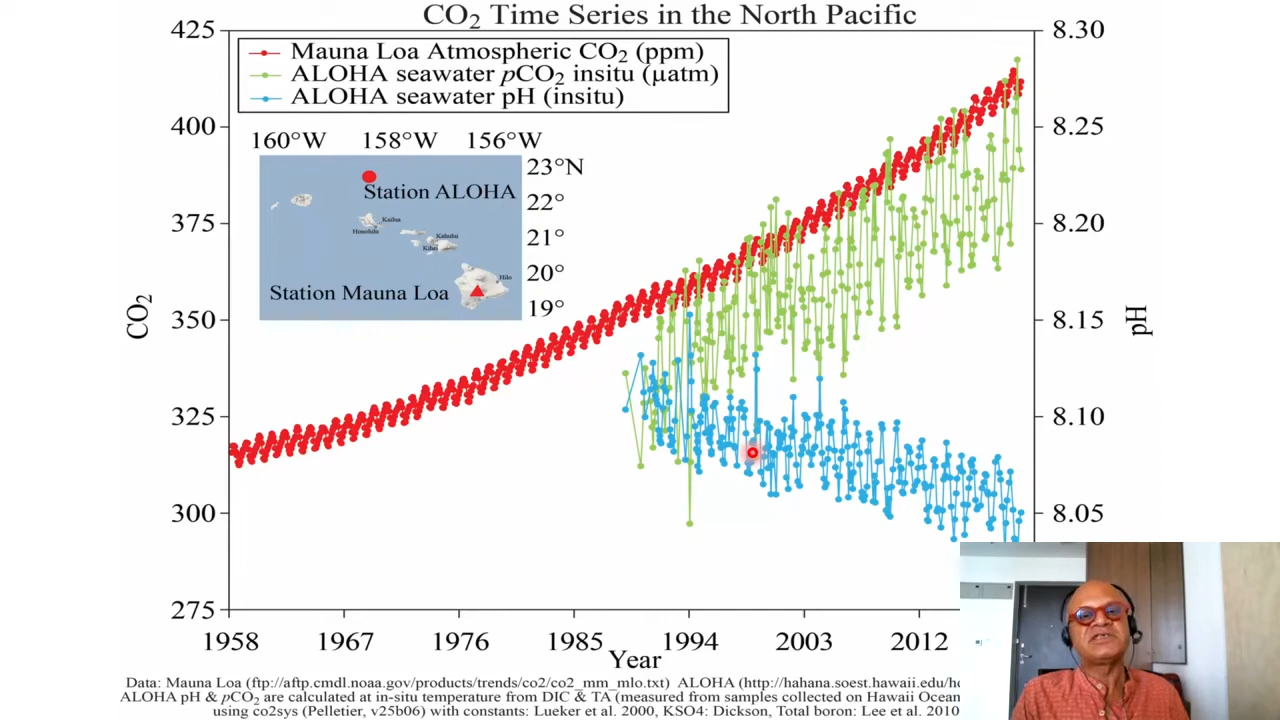 CO2 Time Series in the North Pacific
425
8.30
Mauna Loa Atmospheric CO2 (ppm)
ALOHA seawater pCO2 insitu (µatm)
ALOHA seawater pH (insitu)
400
8.25
160°W 158°W 156°W
23°N
Station ALOHA
22°
375
8.20
Kailua
Honolulu
Kahului
Kihei
21°
20°
Hilo
Station Mauna Loa
19°
CO2
350
8.15
pH
325
8.10
300
8.05
275
1958 1967 1976 1985 1994 2003 2012
Year
Data: Mauna Loa (ftp://aftp.cmdl.noaa.gov/products/trends/co2/co2_mm_mlo.txt) ALOHA (http://hahana.soest.hawaii.edu/ho
ALOHA pH & pCO2 are calculated at in-situ temperature from DIC & TA (measured from samples collected on Hawaii Ocean
using co2sys (Pelletier, v25b06) with constants: Lueker et al. 2000, KSO4: Dickson, Total boron: Lee et al. 2010